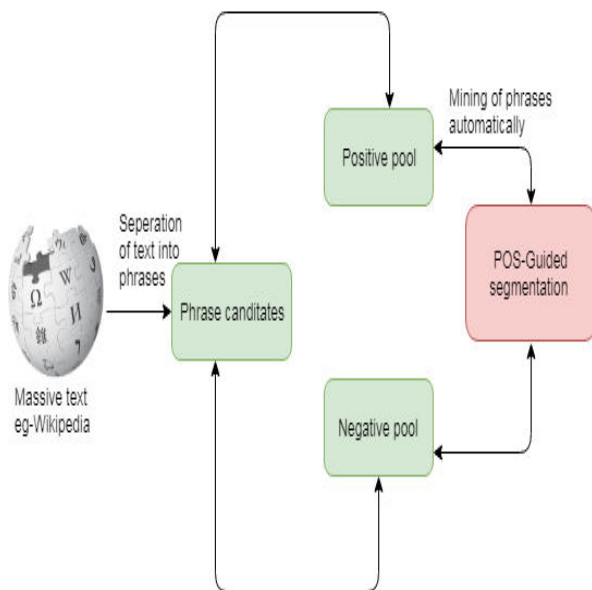 Mining of phrases
automatically
Positive pool
Seperation
of text into
phrases
POS-Guided
segmentation
Ω
W
И
Phrase canditates
Massive text
eg-Wikipedia
Negative pool